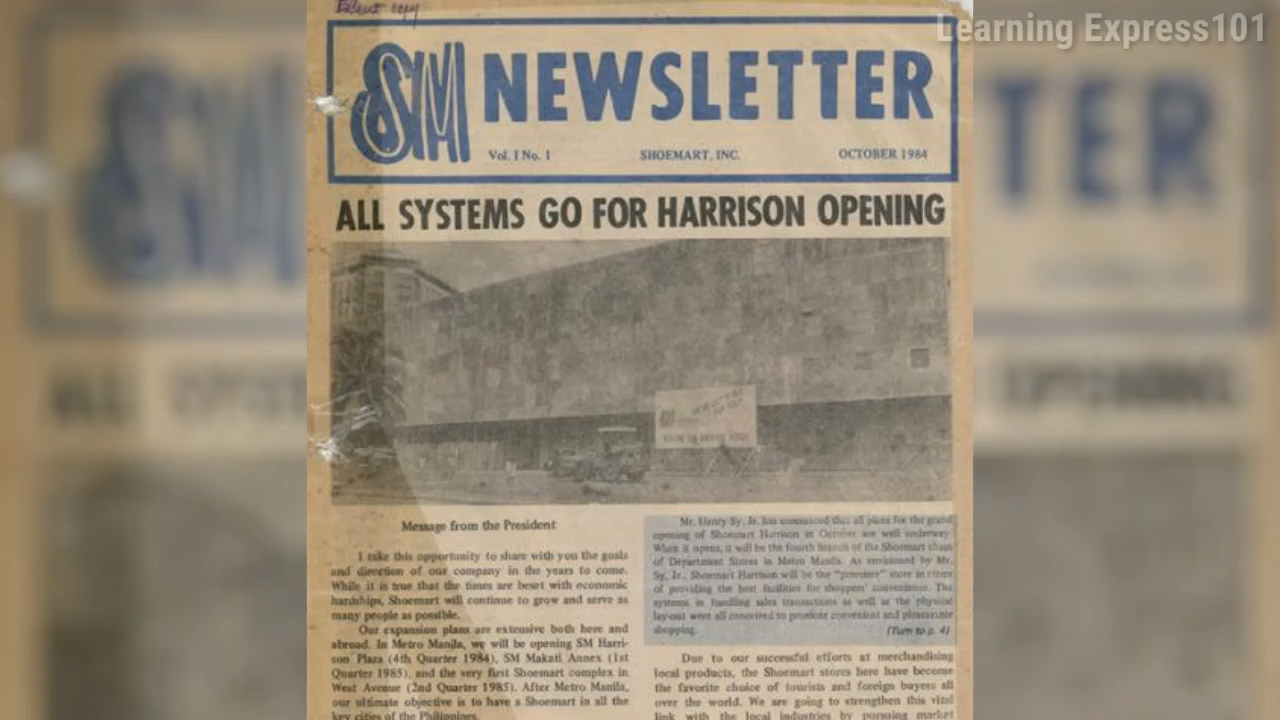 Learning Express101
SM NEWSLETTER
Vol. I No. 1 SHOEMART, INC. OCTOBER 1984
ALL SYSTEMS GO FOR HARRISON OPENING
Message from the President
I take this opportunity to share with you the goals
and direction of our company in the years to come.
While it is true that the times are beset with economic
hardships, Shoemart will continue to grow and serve as
many people as possible.
Our expansion plans are extensive both here and
abroad. In Metro Manila, we will be opening SM Harri-
son Plaza (4th Quarter 1984), SM Makati Annex (1st
Quarter 1985), and the very first Shoemart complex in
West Avenue (2nd Quarter 1985). After Metro Manila,
our ultimate objective is to have a Shoemart in all the
key cities of the Philippines.
Mr. Henry Sy, Jr. has announced that all plans for the grand
opening of Shoemart Harrison in October are well underway.
When it opens, it will be the fourth branch of the Shoemart chain
of Department Stores in Metro Manila. As envisioned by Mr.
Sy, Jr., Shoemart Harrison will be the "premiere" store in terms
of providing the best facilities for shoppers' convenience. The
systems in handling sales transactions as well as the physical
lay-out were all conceived to promote convenient and pleasurable
shopping. (Turn to p. 4)
Due to our successful efforts at merchandising
local products, the Shoemart stores here have become
the favorite choice of tourists and foreign buyers all
over the world. We are going to strengthen this vital
link with the local industries by pursuing market